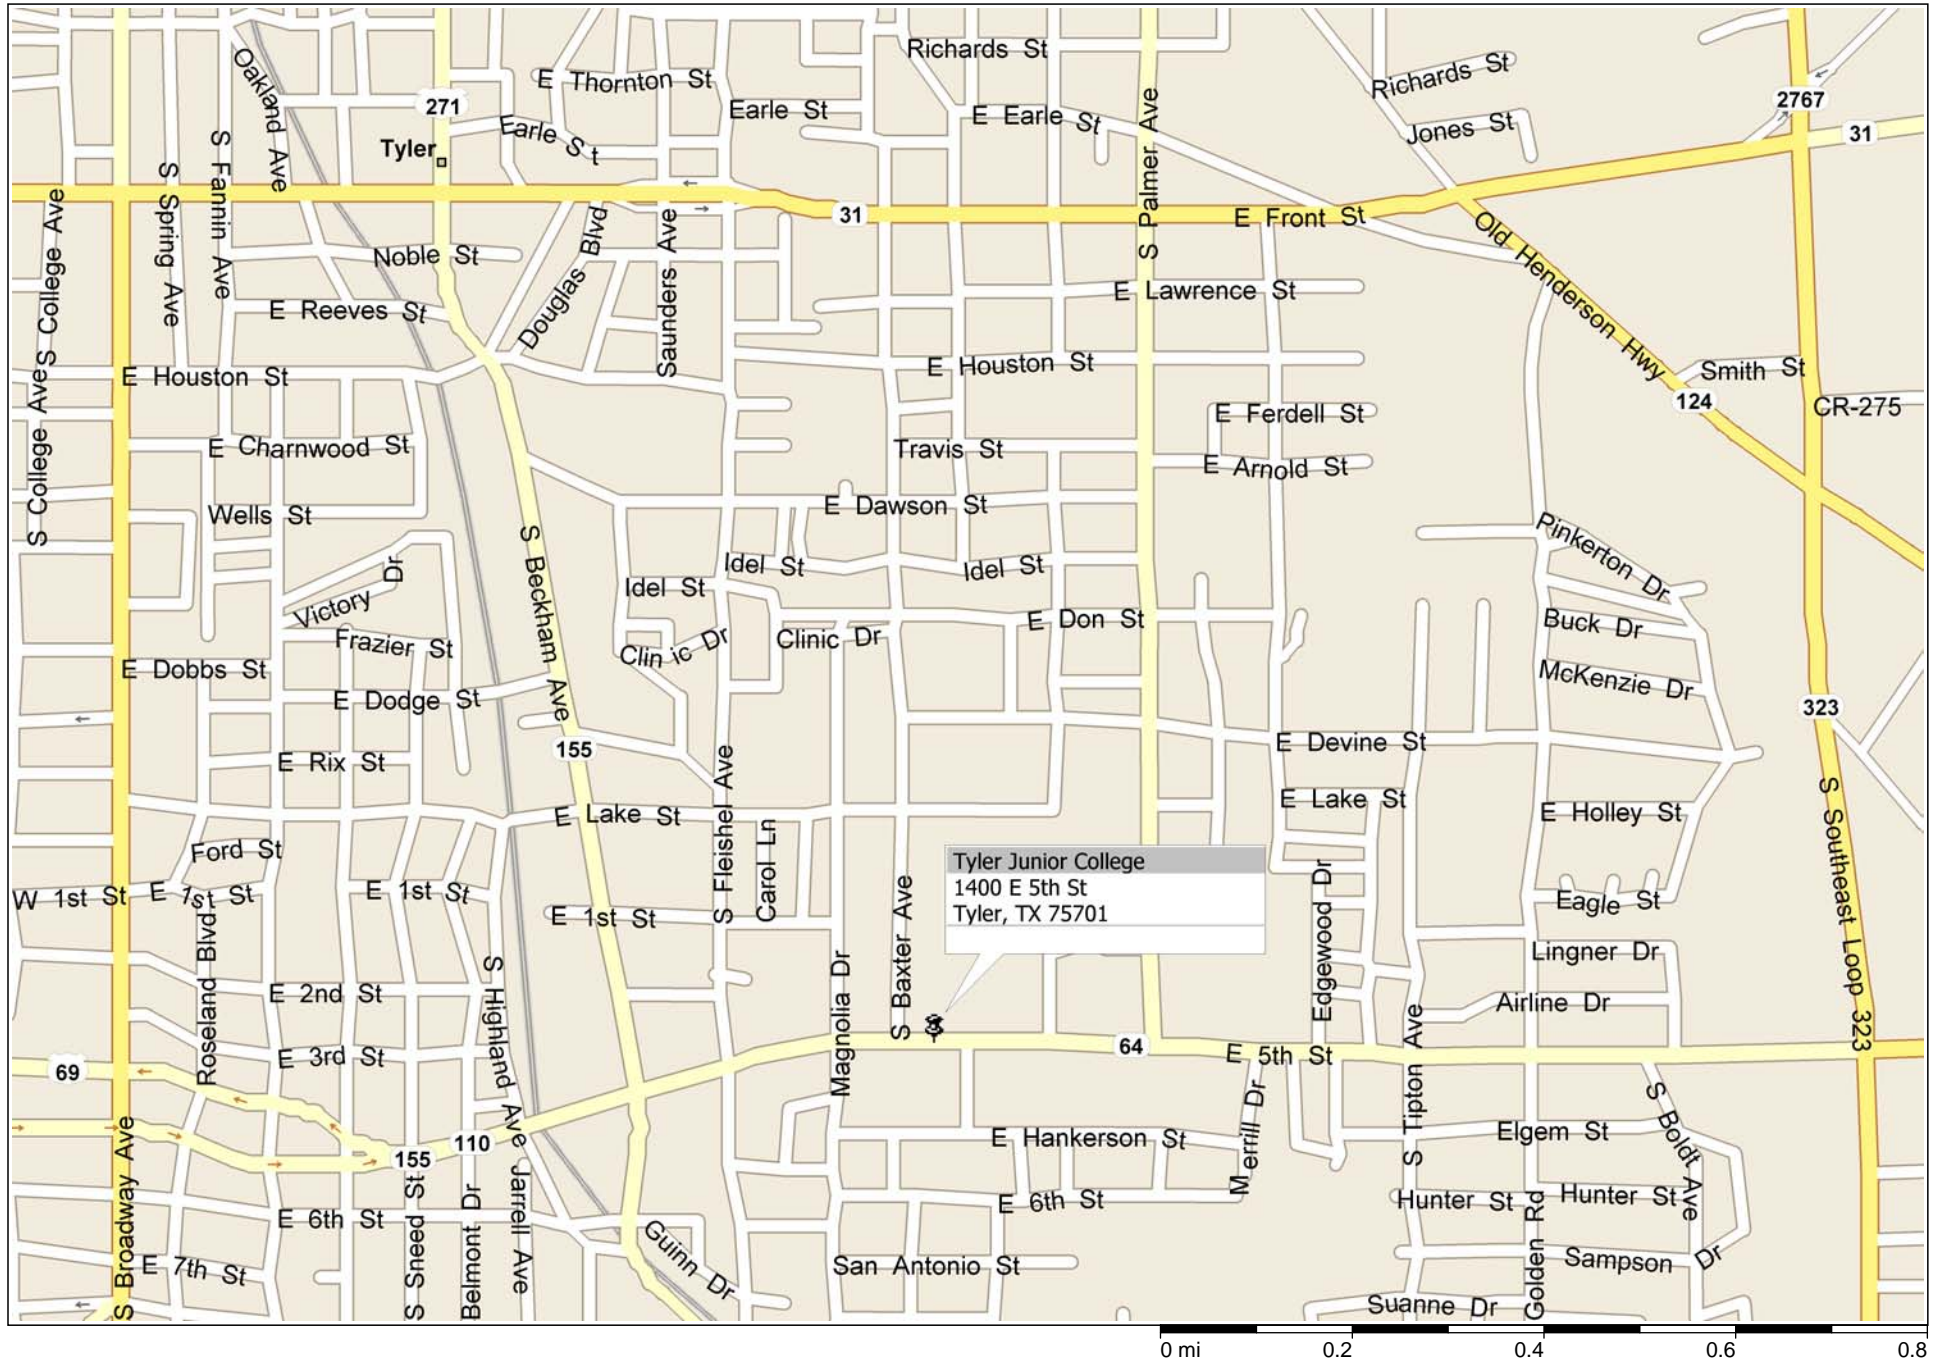 Richards St
Richards St
E Thornton St
Oakland Ave
271
Earle St
E Earle St
2767
Jones St
31
Earle St
Tyler
S Palmer Ave
S Spring Ave
S Fannin Ave
S College Ave
31
E Front St
Old Henderson Hwy
Noble St
Douglas Blvd
Saunders Ave
E Lawrence St
E Reeves St
E Houston St
E Houston St
Smith St
124
CR-275
S College Ave
E Ferdell St
E Charnwood St
Travis St
E Arnold St
Wells St
E Dawson St
Pinkerton Dr
S Beckham Ave
Idel St
Idel St
Idel St
Victory Dr
Frazier St
Clinic Dr
Clinic Dr
E Don St
Buck Dr
E Dobbs St
McKenzie Dr
E Dodge St
323
155
E Devine St
E Rix St
S Fleishel Ave
E Lake St
E Lake St
E Holley St
S Southeast Loop 323
Carol Ln
Ford St
Tyler Junior College
1400 E 5th St
Tyler, TX 75701
W 1st St
E 1st St
E 1st St
E 1st St
Eagle St
Edgewood Dr
S Baxter Ave
Roseland Blvd
Magnolia Dr
Lingner Dr
E 2nd St
S Highland Ave
Airline Dr
E 3rd St
64
E 5th St
69
S Tipton Ave
Merrill Dr
S Boldt Ave
110
155
E Hankerson St
Elgem St
S Broadway Ave
S Sneed St
Belmont Dr
Jarrell Ave
E 6th St
E 6th St
Hunter St
Hunter St
Golden Rd
Guinn Dr
E 7th St
San Antonio St
Sampson Dr
Suanne Dr
0 mi 0.2 0.4 0.6 0.8